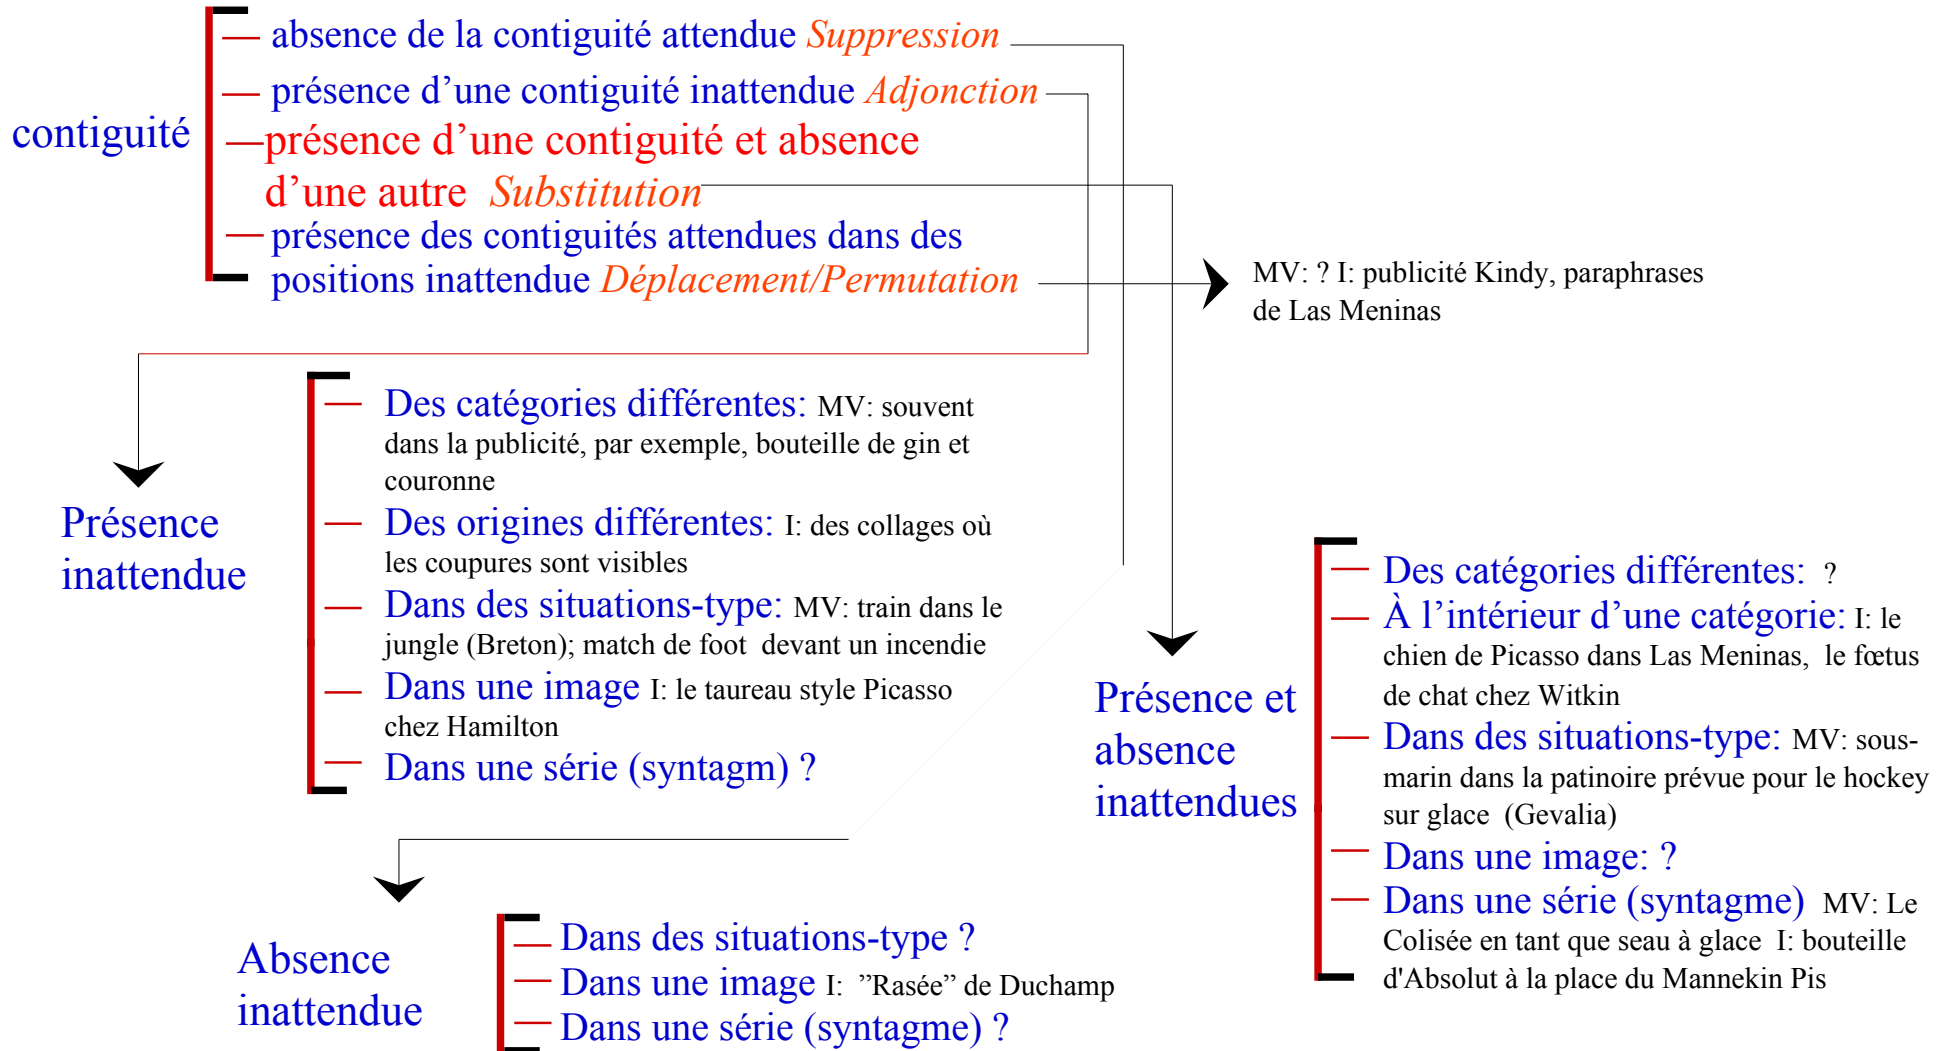 contiguité
absence de la contiguité attendue Suppression
présence d’une contiguité inattendue Adjonction
présence d’une contiguité et absence
d’une autre Substitution
présence des contiguités attendues dans des
positions inattendue Déplacement/Permutation
MV: ? I: publicité Kindy, paraphrases
de Las Meninas
Présence
inattendue
Des catégories différentes: MV: souvent
dans la publicité, par exemple, bouteille de gin et
couronne
Des origines différentes: I: des collages où
les coupures sont visibles
Dans des situations-type: MV: train dans le
jungle (Breton); match de foot devant un incendie
Dans une image I: le taureau style Picasso
chez Hamilton
Dans une série (syntagm) ?
Présence et
absence
inattendues
Des catégories différentes: ?
À l’intérieur d’une catégorie: I: le
chien de Picasso dans Las Meninas, le fœtus
de chat chez Witkin
Dans des situations-type: MV: sous-
marin dans la patinoire prévue pour le hockey
sur glace (Gevalia)
Dans une image: ?
Dans une série (syntagme) MV: Le
Colisée en tant que seau à glace I: bouteille
d'Absolut à la place du Mannekin Pis
Absence
inattendue
Dans des situations-type ?
Dans une image I: ”Rasée” de Duchamp
Dans une série (syntagme) ?